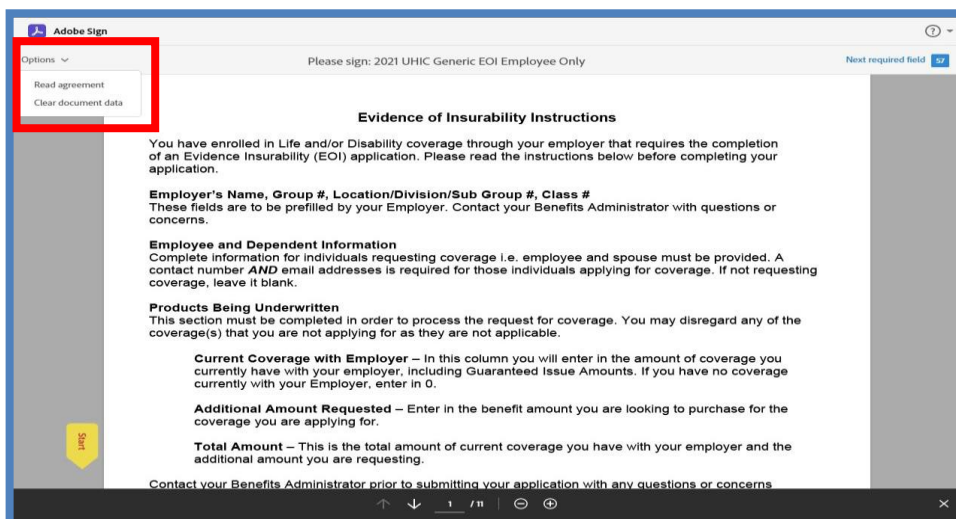 Adobe Sign
Options
Please sign: 2021 UHIC Generic EOI Employee Only
Next required field 57
Read agreement
Clear document data
Evidence of Insurability Instructions
You have enrolled in Life and/or Disability coverage through your employer that requires the completion
of an Evidence Insurability (EOI) application. Please read the instructions below before completing your
application.
Employer's Name, Group #, Location/Division/Sub Group #, Class #
These fields are to be prefilled by your Employer. Contact your Benefits Administrator with questions or
concerns.
Employee and Dependent Information
Complete information for individuals requesting coverage i.e. employee and spouse must be provided. A
contact number AND email addresses is required for those individuals applying for coverage. If not requesting
coverage, leave it blank.
Products Being Underwritten
This section must be completed in order to process the request for coverage. You may disregard any of the
coverage(s) that you are not applying for as they are not applicable.
Current Coverage with Employer – In this column you will enter in the amount of coverage you
currently have with your employer, including Guaranteed Issue Amounts. If you have no coverage
currently with your Employer, enter in 0.
Additional Amount Requested – Enter in the benefit amount you are looking to purchase for the
coverage you are applying for.
Start
Total Amount – This is the total amount of current coverage you have with your employer and the
additional amount you are requesting.
Contact your Benefits Administrator prior to submitting your application with any questions or concerns
1 / 11